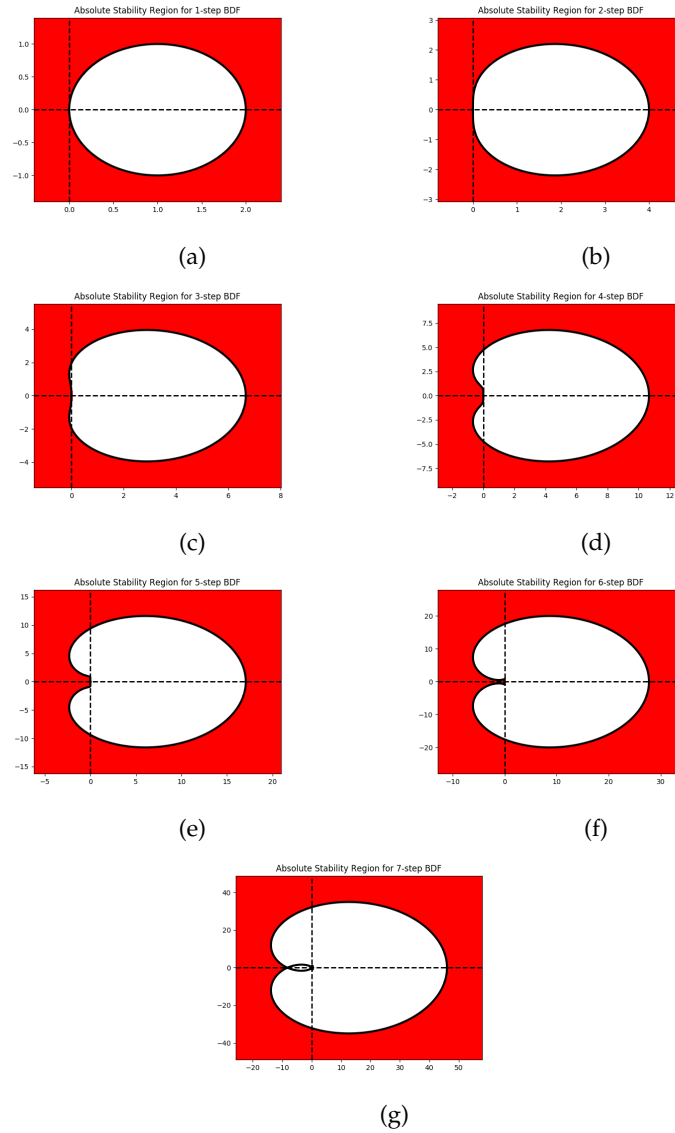 Absolute Stability Region for 1-step BDF
1.0
0.5
0.0
−0.5
−1.0
0.0 0.5 1.0 1.5 2.0
(a)
Absolute Stability Region for 2-step BDF
3
2
1
0
−1
−2
−3
0 1 2 3 4
(b)
Absolute Stability Region for 3-step BDF
4
2
0
−2
−4
0 2 4 6 8
(c)
Absolute Stability Region for 4-step BDF
7.5
5.0
2.5
0.0
−2.5
−5.0
−7.5
−2 0 2 4 6 8 10 12
(d)
Absolute Stability Region for 5-step BDF
15
10
5
0
−5
−10
−15
−5 0 5 10 15 20
(e)
Absolute Stability Region for 6-step BDF
20
10
0
−10
−20
−10 0 10 20 30
(f)
Absolute Stability Region for 7-step BDF
40
20
0
−20
−40
−20 −10 0 10 20 30 40 50
(g)